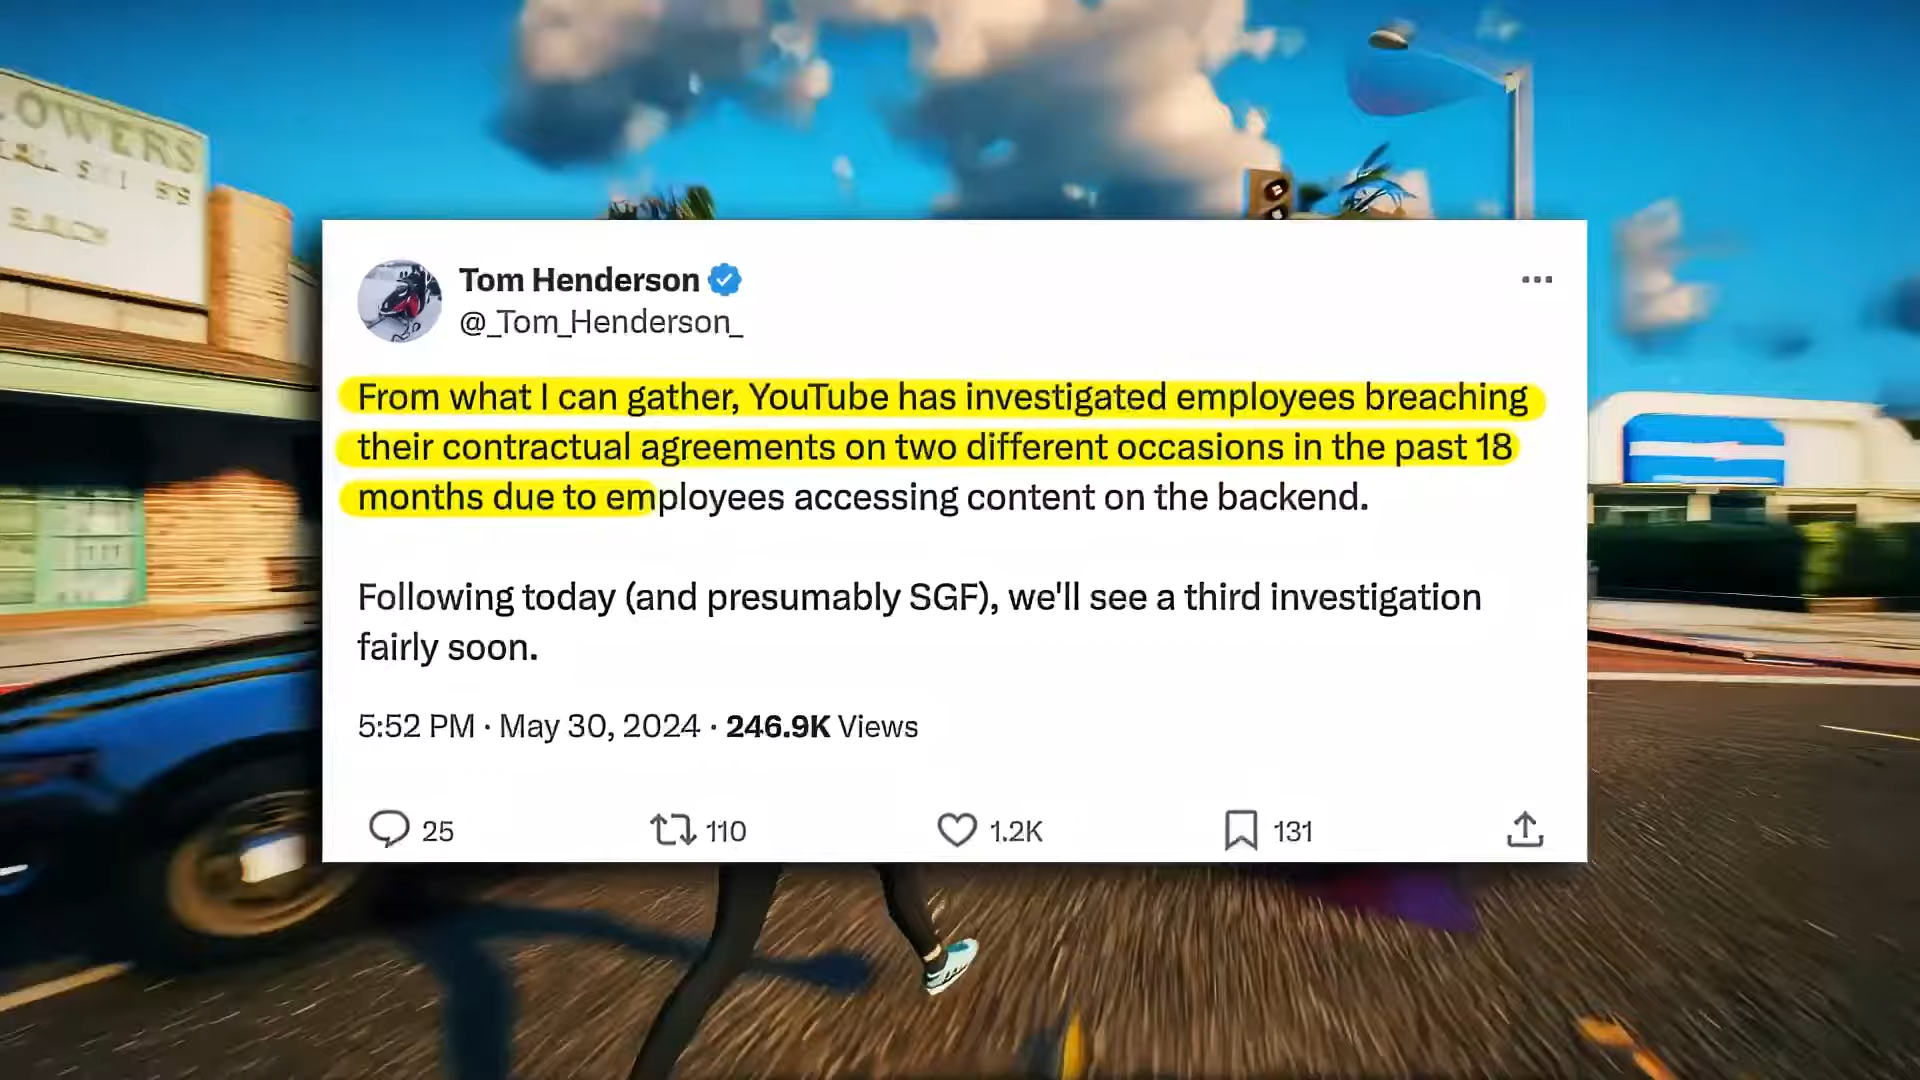 Tom Henderson
@_Tom_Henderson_
From what I can gather, YouTube has investigated employees breaching
their contractual agreements on two different occasions in the past 18
months due to employees accessing content on the backend.
Following today (and presumably SGF), we'll see a third investigation
fairly soon.
5:52 PM · May 30, 2024 · 246.9K Views
25 110 1.2K 131